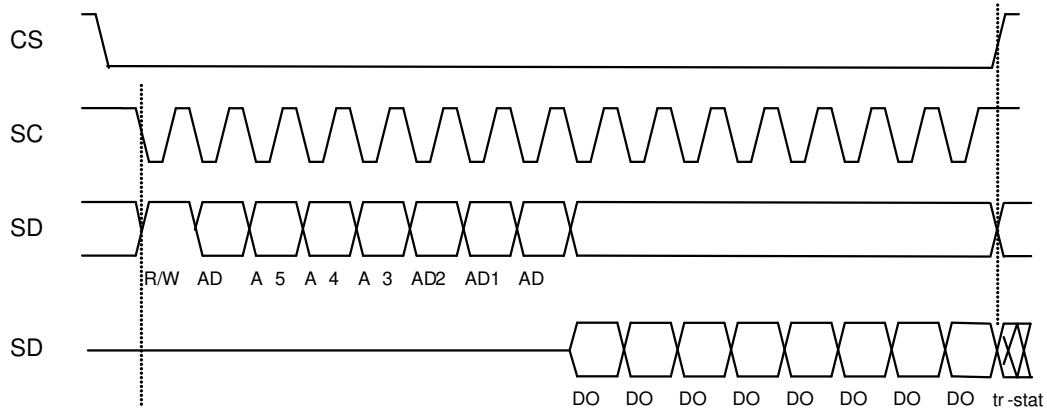 CS
SC
SD
R/W AD A 5 A 4 A 3 AD2 AD1 AD
SD
DO DO DO DO DO DO DO DO tr -stat